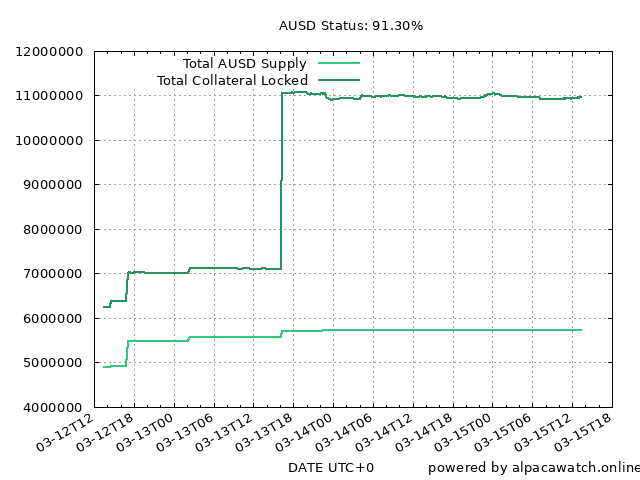 AUSD Status: 91.30%
Total AUSD Supply
Total Collateral Locked
12000000
11000000
10000000
9000000
8000000
7000000
6000000
5000000
4000000
03-12T12
03-12T18
03-13T00
03-13T06
03-13T12
03-13T18
03-14T00
03-14T06
03-14T12
03-14T18
03-15T00
03-15T06
03-15T12
03-15T18
DATE UTC+0
powered by alpacawatch.online